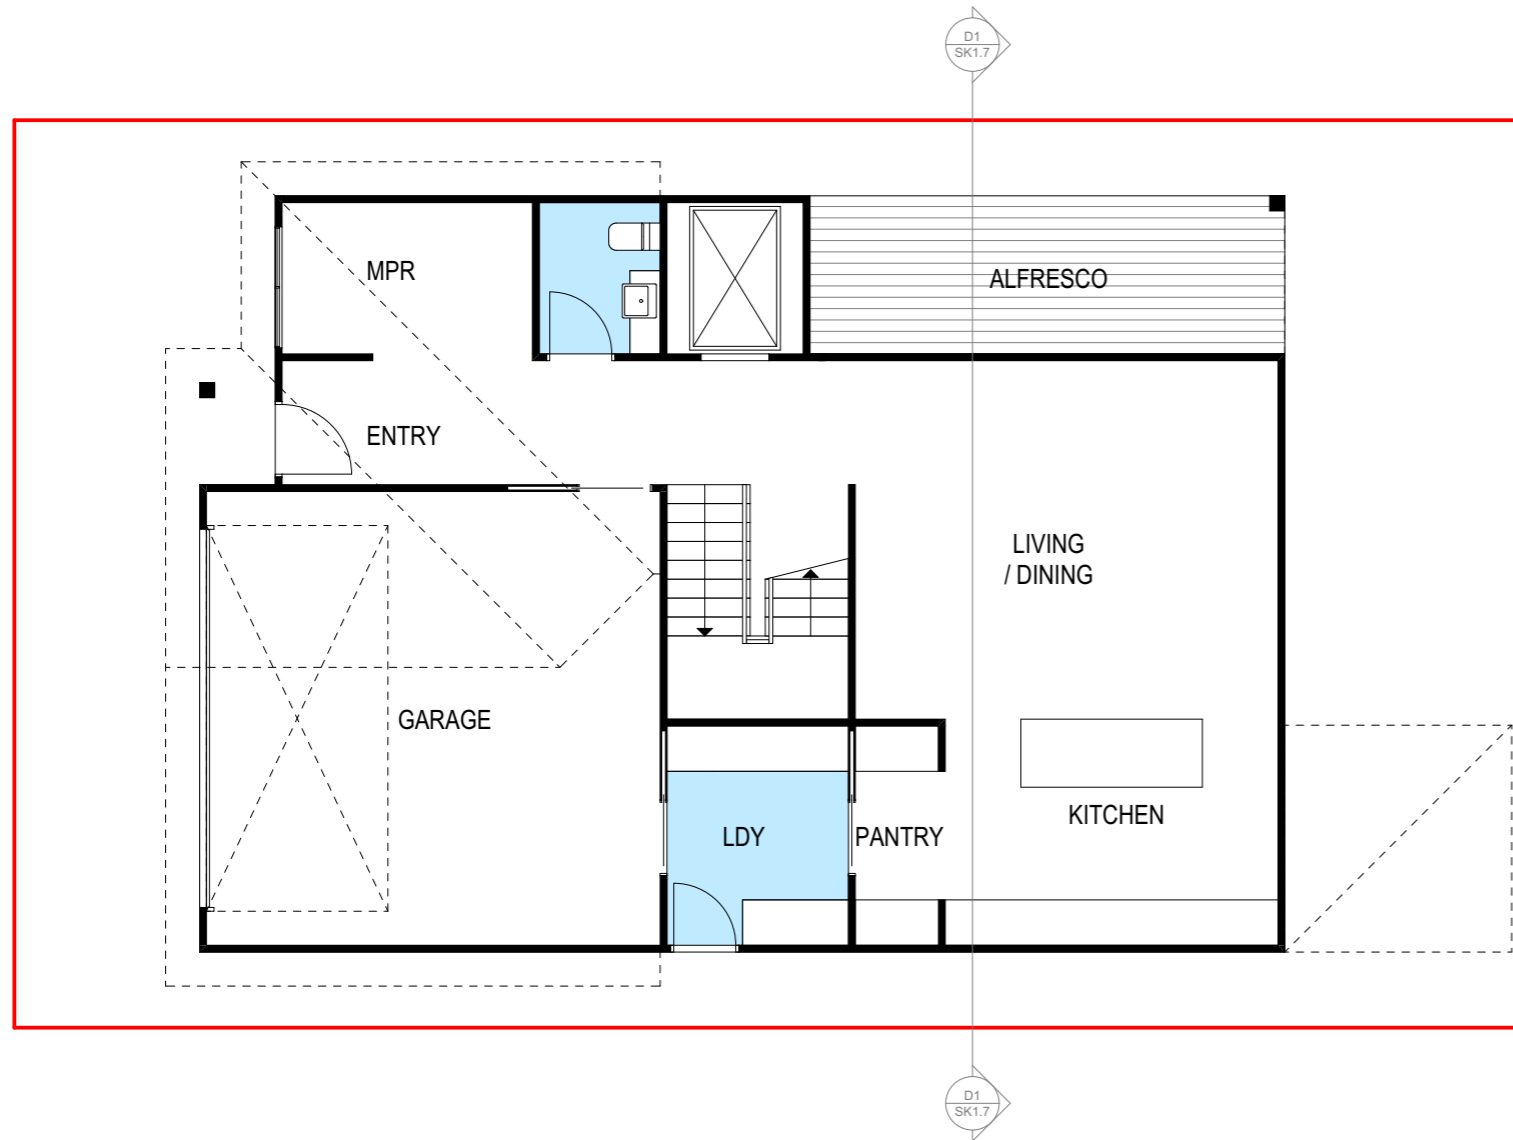 D1
SK1.7
MPR
ALFRESCO
ENTRY
LIVING
/ DINING
GARAGE
KITCHEN
LDY
PANTRY
D1
SK1.7